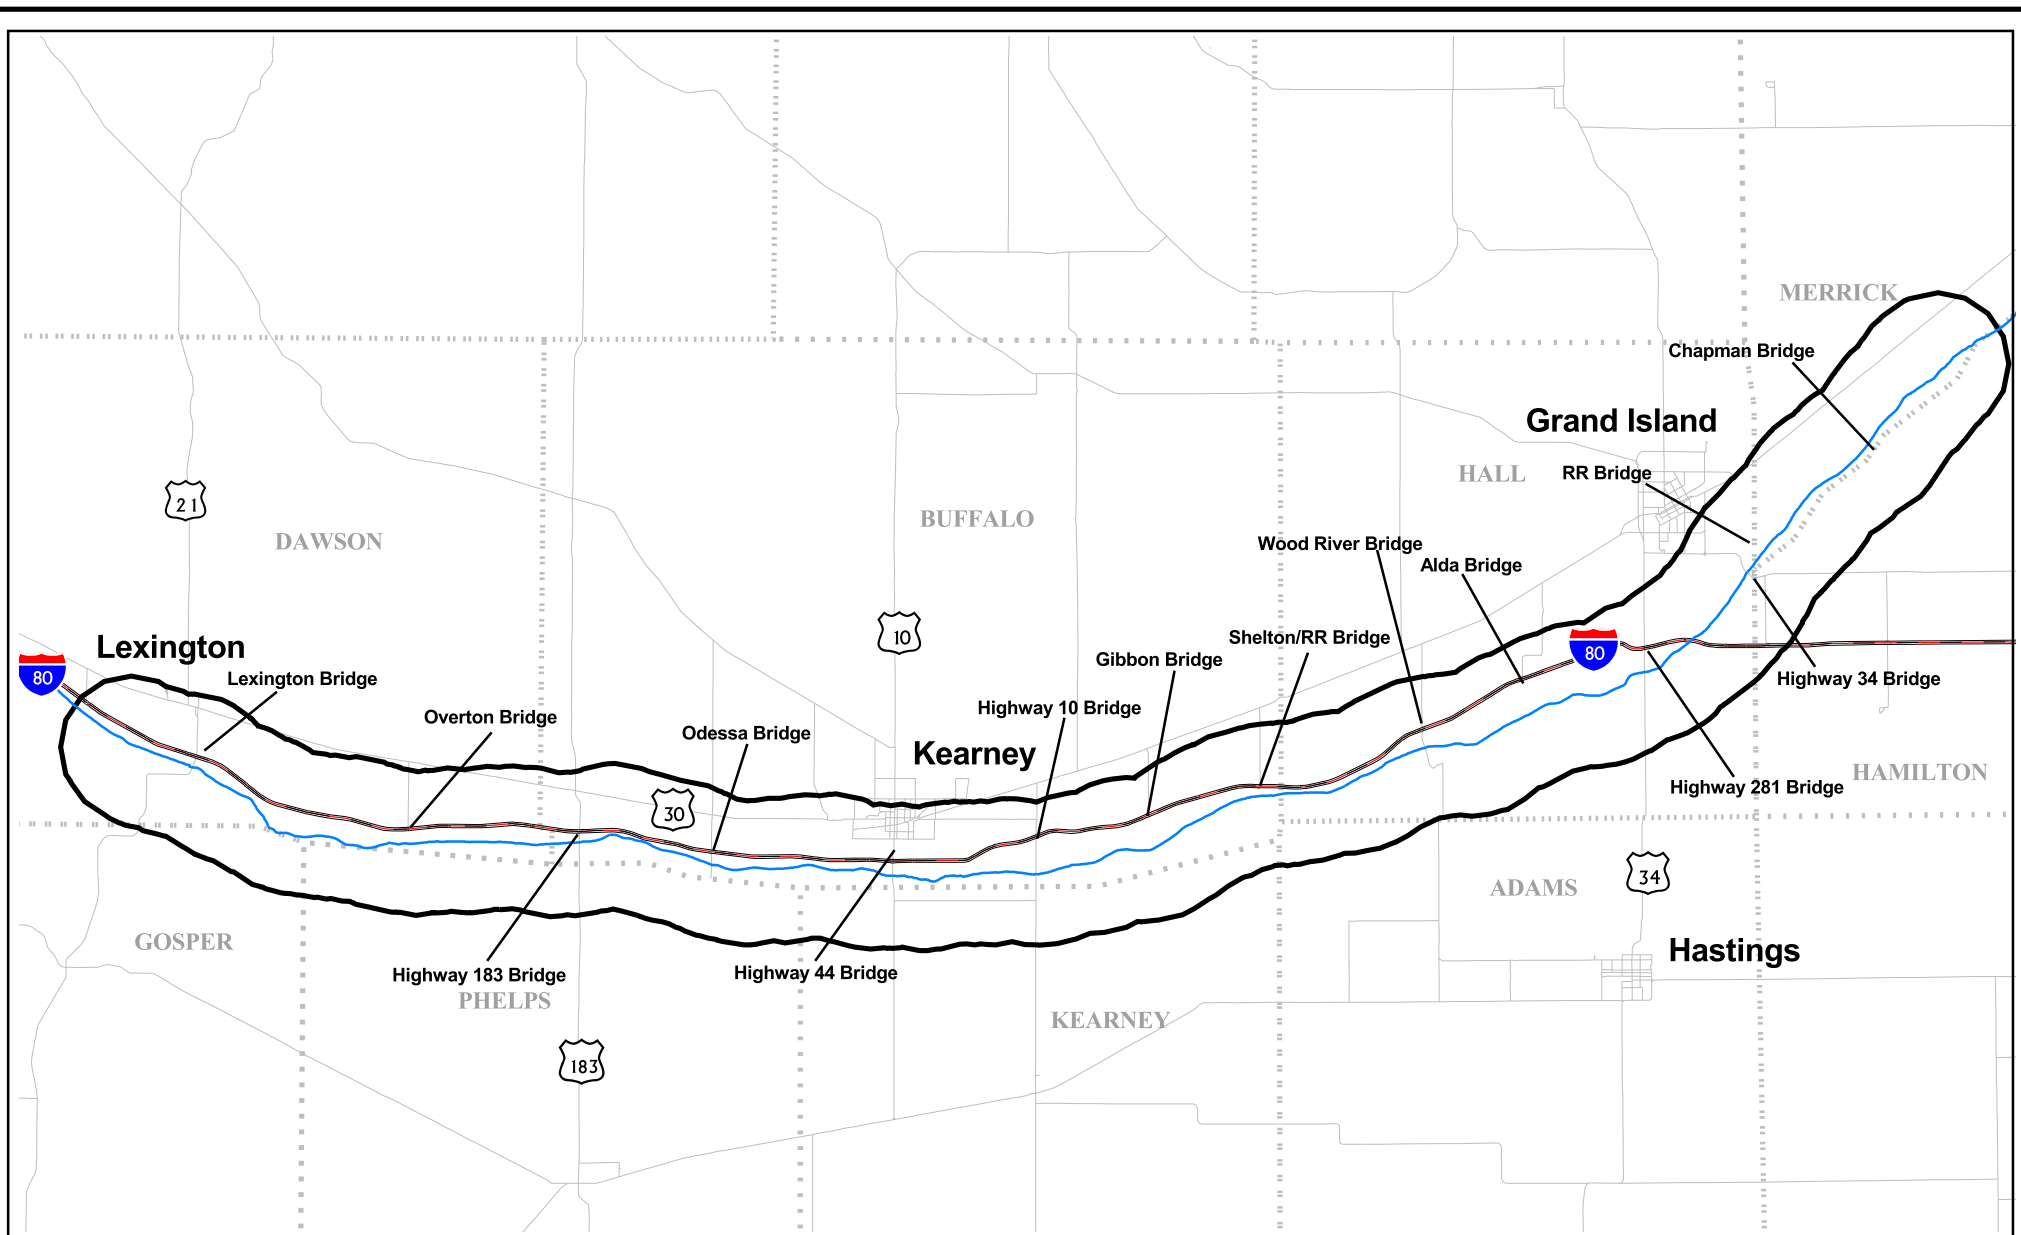 MERRICK
Chapman Bridge
Grand Island
RR Bridge
HALL
21
BUFFALO
DAWSON
Wood River Bridge
Alda Bridge
10
Shelton/RR Bridge
Lexington
80
Gibbon Bridge
80
Lexington Bridge
Highway 34 Bridge
Highway 10 Bridge
Overton Bridge
Odessa Bridge
Kearney
HAMILTON
Highway 281 Bridge
30
34
ADAMS
GOSPER
Hastings
Highway 183 Bridge
Highway 44 Bridge
PHELPS
KEARNEY
183